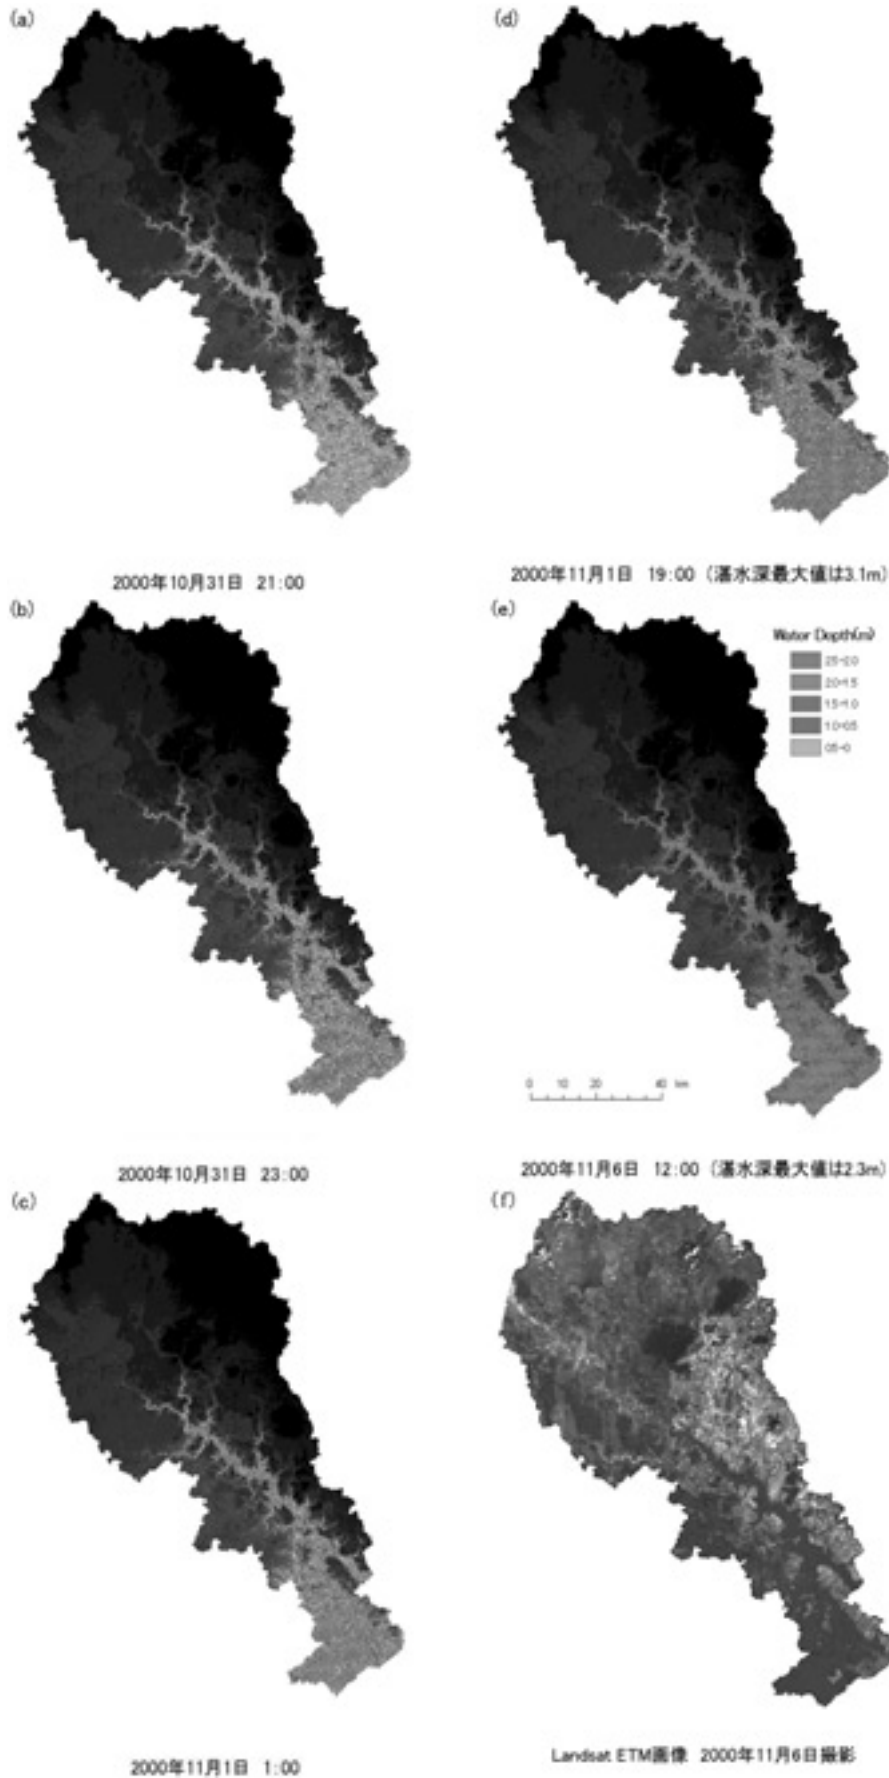 (a)
2000年10月31日 21:00
(b)
2000年10月31日 23:00
(c)
2000年11月1日 1:00
(d)
2000年11月1日 19:00 (湛水深最大値は3.1m)
(e)
Water Depth(m)
2.5-2.0
2.0-1.5
1.5-1.0
1.0-0.5
0.5-0
0 10 20 40 km
2000年11月6日 12:00 (湛水深最大値は2.3m)
(f)
Landsat ETM画像 2000年11月6日撮影